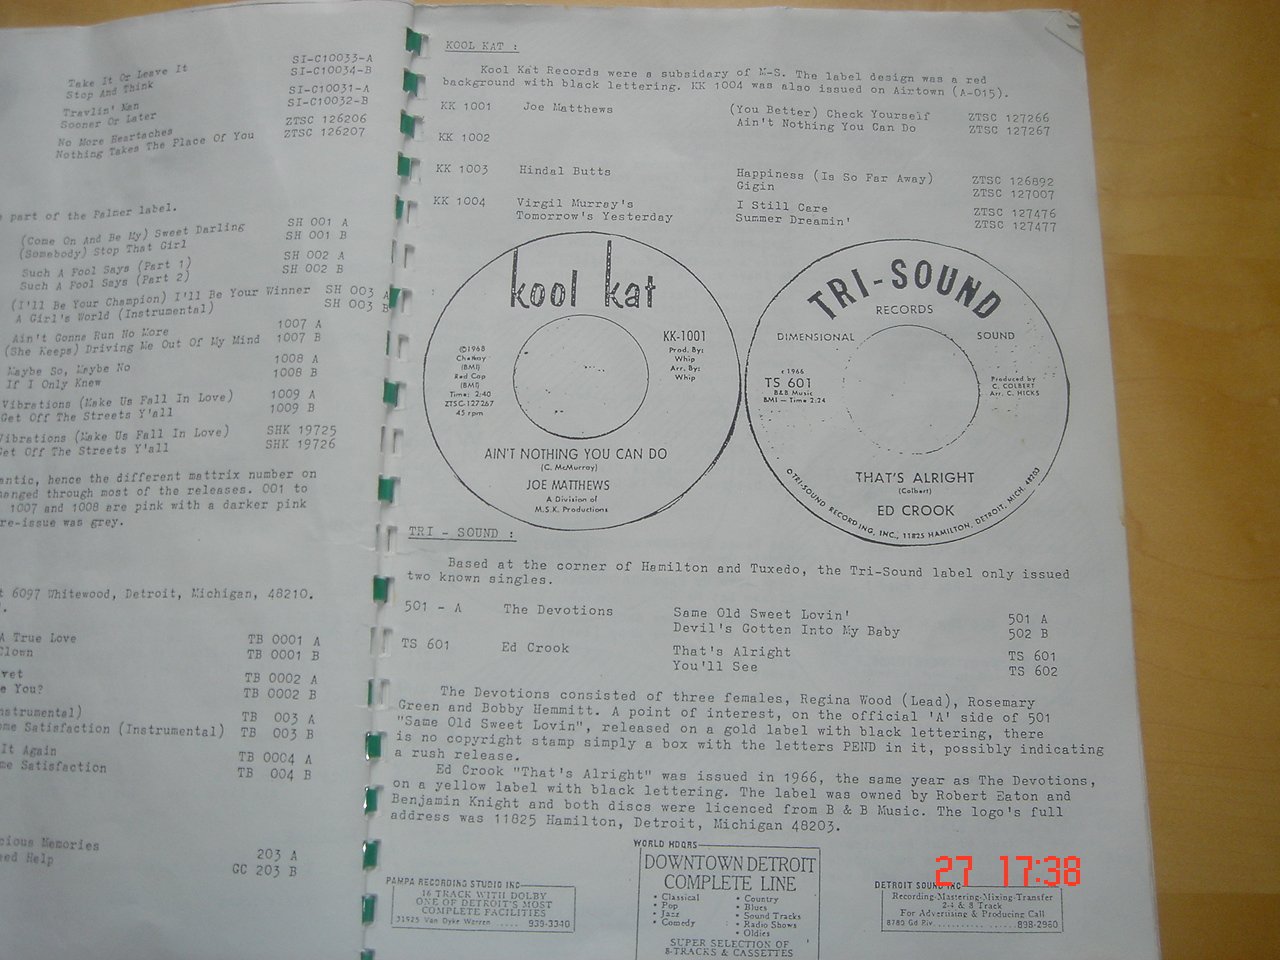 Take It Or Leave It SI-C10033-A
Stop And Think SI-C10034-B
Travlin' Man SI-C10031-A
Sooner Or Later SI-C10032-B
No More Heartaches ZTSC 126206
Nothing Takes The Place Of You ZTSC 126207
part of the Palmer label.
(Come On And Be My) Sweet Darling SH 001 A
(Somebody) Stop That Girl SH 001 B
Such A Fool Says (Part 1) SH 002 A
Such A Fool Says (Part 2) SH 002 B
(I'll Be Your Champion) I'll Be Your Winner SH 003 A
A Girl's World (Instrumental) SH 003 B
Ain't Gonna Run No More 1007 A
(She Keeps) Driving Me Out Of My Mind 1007 B
Maybe So, Maybe No 1008 A
If I Only Knew 1008 B
Vibrations (Make Us Fall In Love) 1009 A
Get Off The Streets Y'all 1009 B
Vibrations (Make Us Fall In Love) SHK 19725
Get Off The Streets Y'all SHK 19726
antic, hence the different mattrix number on
anged through most of the releases. 001 to
1007 and 1008 are pink with a darker pink
re-issue was grey.
t 6097 Whitewood, Detroit, Michigan, 48210.
A True Love TB 0001 A
Clown TB 0001 B
vet TB 0002 A
e You? TB 0002 B
nstrumental) TB 003 A
ome Satisfaction (Instrumental) TB 003 B
It Again TB 0004 A
me Satisfaction TB 004 B
cious Memories 203 A
eed Help GC 203 B
KOOL KAT :
Kool Kat Records were a subsidary of M-S. The label design was a red
background with black lettering. KK 1004 was also issued on Airtown (A-015).
KK 1001 Joe Matthews (You Better) Check Yourself ZTSC 127266
Ain't Nothing You Can Do ZTSC 127267
KK 1002
KK 1003 Hindal Butts Happiness (Is So Far Away) ZTSC 126892
Gigin ZTSC 127007
KK 1004 Virgil Murray's I Still Care ZTSC 127476
Tomorrow's Yesterday Summer Dreamin' ZTSC 127477
kool kat
KK-1001
Prod. By:
Whip
Arr. By:
Whip
©1968
(BMI)
Red Cap
(BMI)
Time: 2:40
ZTSC-127267
45 rpm
AIN'T NOTHING YOU CAN DO
(C. McMurray)
JOE MATTHEWS
A Division of
M.S.K. Productions
TRI-SOUND
RECORDS
DIMENSIONAL SOUND
c 1966
TS 601
B&B Music
BMI - Time 2:24
Produced by
C. COLBERT
Arr. C. HICKS
THAT'S ALRIGHT
(Colbert)
ED CROOK
©TRI-SOUND RECORDING, INC., 11825 HAMILTON, DETROIT, MICH. 48203
TRI - SOUND :
Based at the corner of Hamilton and Tuxedo, the Tri-Sound label only issued
two known singles.
501 - A The Devotions Same Old Sweet Lovin' 501 A
Devil's Gotten Into My Baby 502 B
TS 601 Ed Crook That's Alright TS 601
You'll See TS 602
The Devotions consisted of three females, Regina Wood (Lead), Rosemary
Green and Bobby Hemmitt. A point of interest, on the official 'A' side of 501
"Same Old Sweet Lovin", released on a gold label with black lettering, there
is no copyright stamp simply a box with the letters PEND in it, possibly indicating
a rush release.
Ed Crook "That's Alright" was issued in 1966, the same year as The Devotions,
on a yellow label with black lettering. The label was owned by Robert Eaton and
Benjamin Knight and both discs were licenced from B & B Music. The logo's full
address was 11825 Hamilton, Detroit, Michigan 48203.
PAMPA RECORDING STUDIO INC
16 TRACK WITH DOLBY
ONE OF DETROIT'S MOST
COMPLETE FACILITIES
31925 Van Dyke Warren .... 939-3340
WORLD HDQRS
DOWNTOWN DETROIT
COMPLETE LINE
• Classical • Country
• Pop • Blues
• Jazz • Sound Tracks
• Comedy • Radio Shows
• Oldies
SUPER SELECTION OF
8-TRACKS & CASSETTES
DETROIT SOUND INC
Recording-Mastering-Mixing-Transfer
2-4 & 8 Track
For Advertising & Producing Call
8780 Gd Riv 898-2980
27 17:38